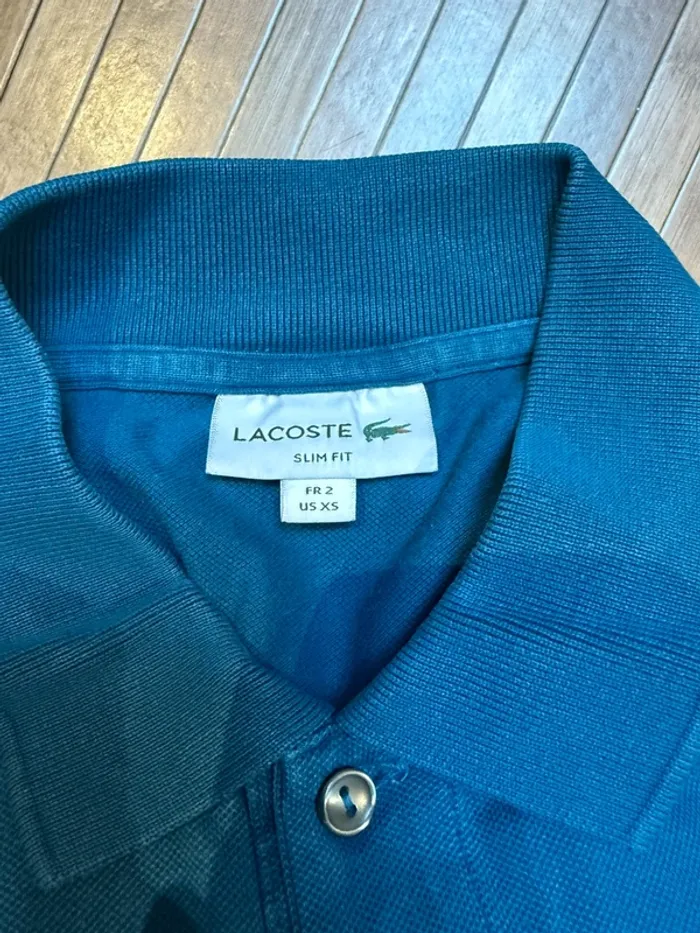 LACOSTE
SLIM FIT
FR 2
US XS